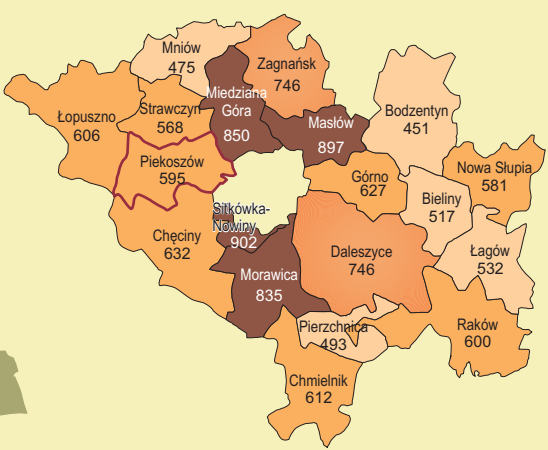 Mniów
475
Zagnańsk
746
Miedziana
Góra
850
Łopuszno
606
Strawczyn
568
Masłów
897
Bodzentyn
451
Piekoszów
595
Górno
627
Nowa Słupia
581
Bieliny
517
Sitkówka-
Nowiny
902
Chęciny
632
Daleszyce
746
Łagów
532
Morawica
835
Pierzchnica
493
Raków
600
Chmielnik
612